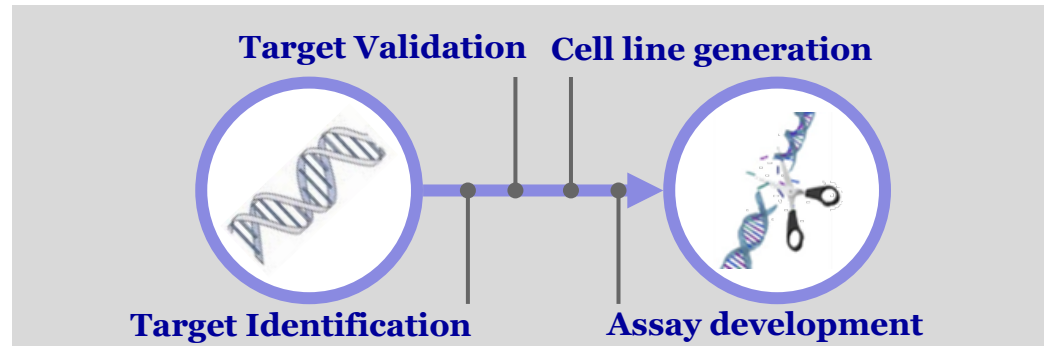 Target Validation
Cell line generation
Target Identification
Assay development